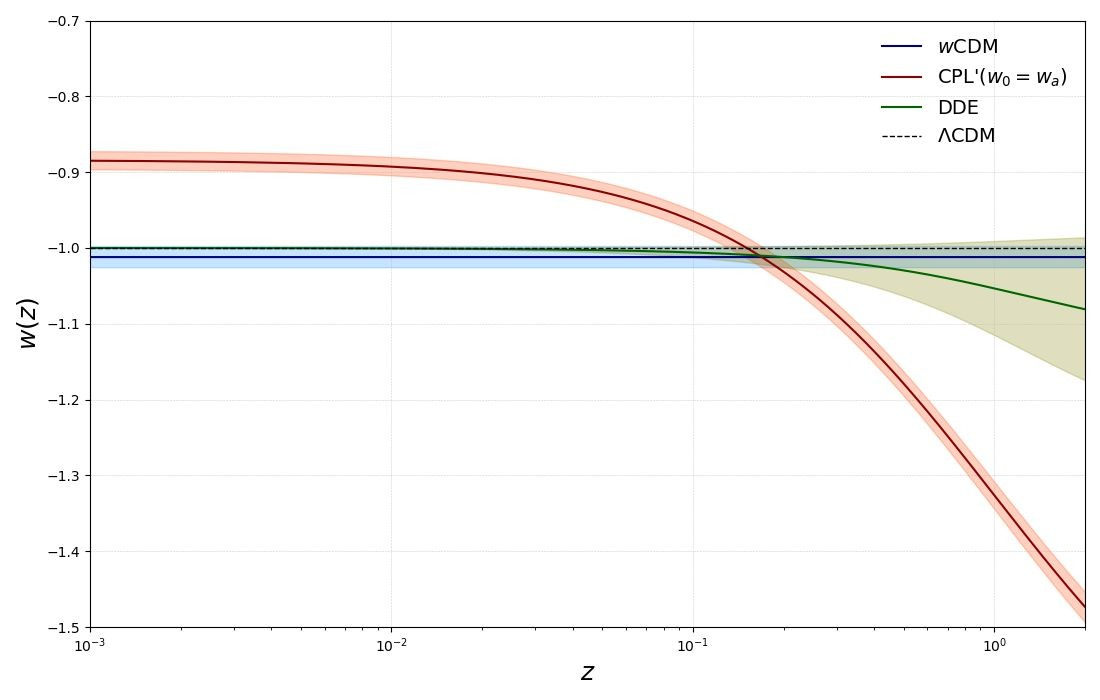 −0.7
−0.8
−0.9
−1.0
−1.1
−1.2
−1.3
−1.4
−1.5
w(z)
10⁻³
10⁻²
10⁻¹
10⁰
z
wCDM
CPL'(w₀ = wₐ)
DDE
ΛCDM